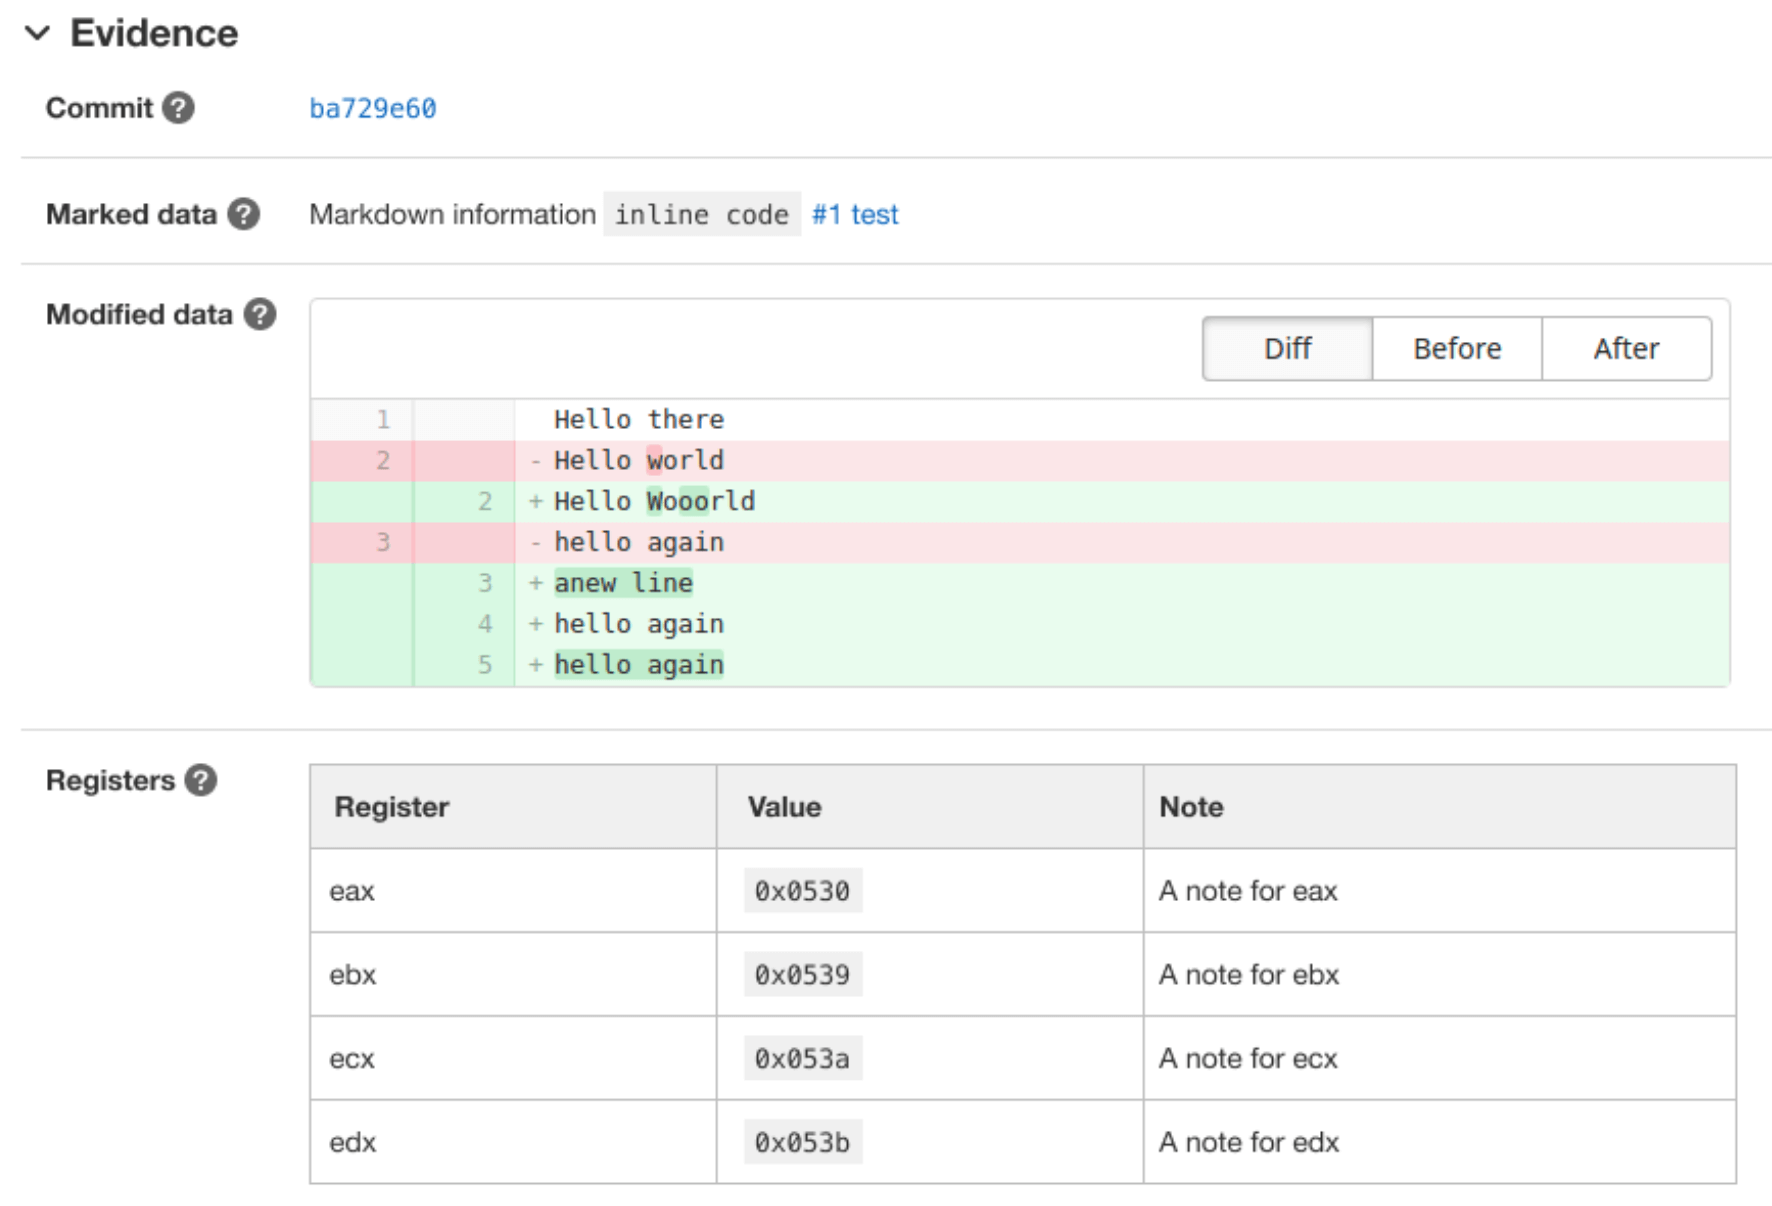 Evidence
Commit ? ba729e60
Marked data ? Markdown information inline code #1 test
Modified data ?
Diff Before After
1 Hello there
2 - Hello world
2 + Hello Wooorld
3 - hello again
3 + anew line
4 + hello again
5 + hello again
Registers ?
Register Value Note
eax 0x0530 A note for eax
ebx 0x0539 A note for ebx
ecx 0x053a A note for ecx
edx 0x053b A note for edx